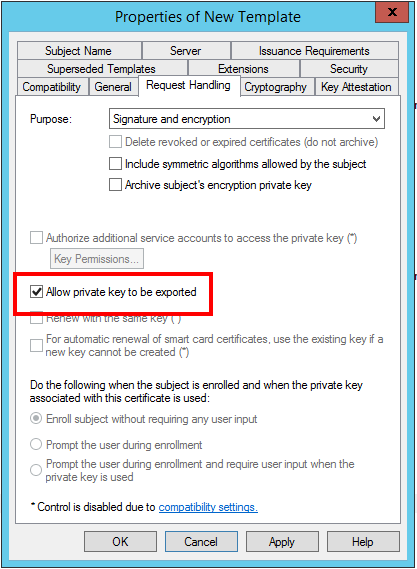 Properties of New Template
x
Subject Name
Server
Issuance Requirements
Superseded Templates
Extensions
Security
Compatibility
General
Request Handling
Cryptography
Key Attestation
Purpose:
Signature and encryption
Delete revoked or expired certificates (do not archive)
Include symmetric algorithms allowed by the subject
Archive subject's encryption private key
Authorize additional service accounts to access the private key (*)
Key Permissions...
Allow private key to be exported
Renew with the same key (*)
For automatic renewal of smart card certificates, use the existing key if a
new key cannot be created (*)
Do the following when the subject is enrolled and when the private key
associated with this certificate is used:
Enroll subject without requiring any user input
Prompt the user during enrollment
Prompt the user during enrollment and require user input when the
private key is used
* Control is disabled due to compatibility settings.
OK
Cancel
Apply
Help